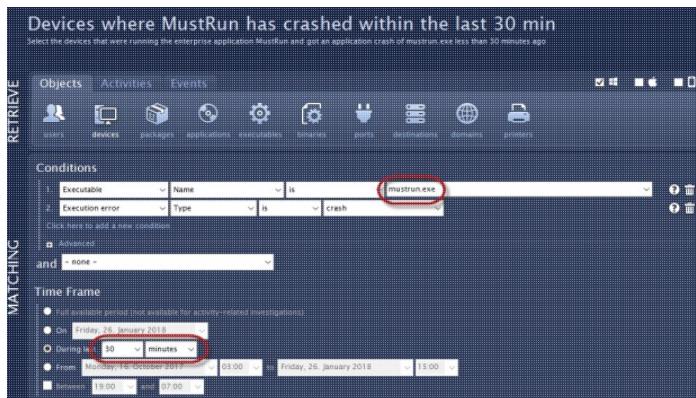 Devices where MustRun has crashed within the last 30 min
Select the devices that were running the enterprise application MustRun and got an application crash of mustrun.exe less than 30 minutes ago
RETRIEVE
Objects Activities Events
users devices packages applications executables binaries ports destinations domains printers
MATCHING
Conditions
1. Executable Name is mustrun.exe
2. Execution error Type is crash
Click here to add a new condition
Advanced
and - none -
Time Frame
Full available period (not available for activity-related investigations)
On Friday, 26. January 2018
During last 30 minutes
From Monday, 16. October 2017 03:00 to Friday, 26. January 2018 15:00
Between 19:00 and 07:00